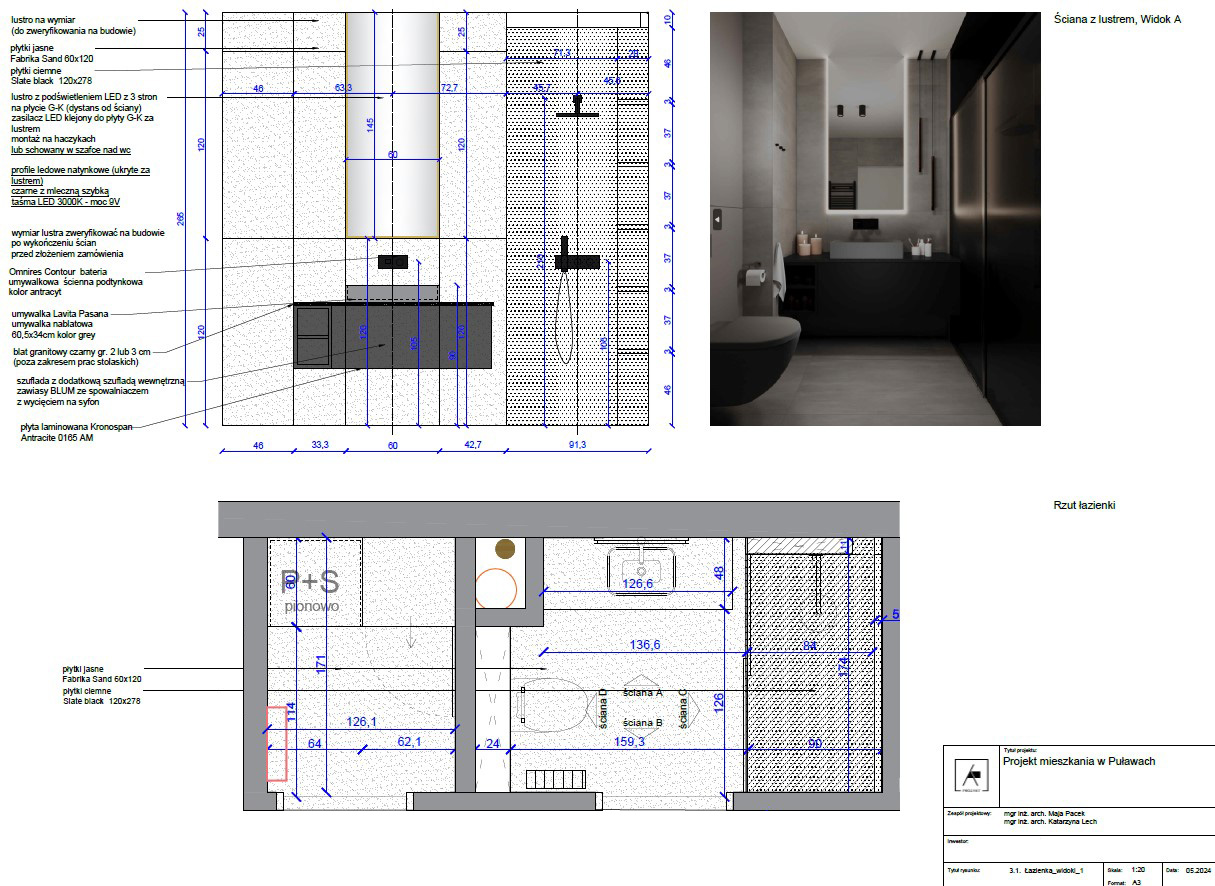 lustro na wymiar
(do zweryfikowania na budowie)
płytki jasne
Fabrika Sand 60x120
płytki ciemne
Slate black 120x278
lustro z podświetleniem LED z 3 stron
na płycie G-K (dystans od ściany)
zasilacz LED klejony do płyty G-K za
lustrem
montaż na haczykach
lub schowany w szafce nad wc
profile ledowe natynkowe (ukryte za
lustrem)
czarne z mleczną szybką
taśma LED 3000K - moc 9V
wymiar lustra zweryfikować na budowie
po wykończeniu ścian
przed złożeniem zamówienia
Omnires Contour bateria
umywalkowa ścienna podtynkowa
kolor antracyt
umywalka Lavita Pasana
umywalka nablatowa
60,5x34cm kolor grey
blat granitowy czarny gr. 2 lub 3 cm
(poza zakresem prac stolaskich)
szuflada z dodatkową szufladą wewnętrzną
zawiasy BLUM ze spowalniaczem
z wycięciem na syfon
płyta laminowana Kronospan
Antracite 0165 AM
265
25
120
120
46
63,3
72,7
45,7
71,3
20
25
145
60
120
120
105
90
120
105
10
46
3
37
3
37
3
37
3
37
3
37
3
46
46
33,3
60
42,7
91,3
Ściana z lustrem, Widok A
Rzut łazienki
P+S
pionowo
60
171
114
126,1
64
62,1
24
126,6
48
136,6
84
11
5
174
126
ściana A
ściana B
ściana C
ściana D
159,3
90
płytki jasne
Fabrika Sand 60x120
płytki ciemne
Slate black 120x278
Tytuł projektu:
Projekt mieszkania w Puławach
Zespół projektowy:
mgr inż. arch. Maja Pacek
mgr inż. arch. Katarzyna Lech
Inwestor:
Tytuł rysunku:
3.1. Łazienka_widoki_1
Skala: 1:20
Format: A3
Data: 05.2024